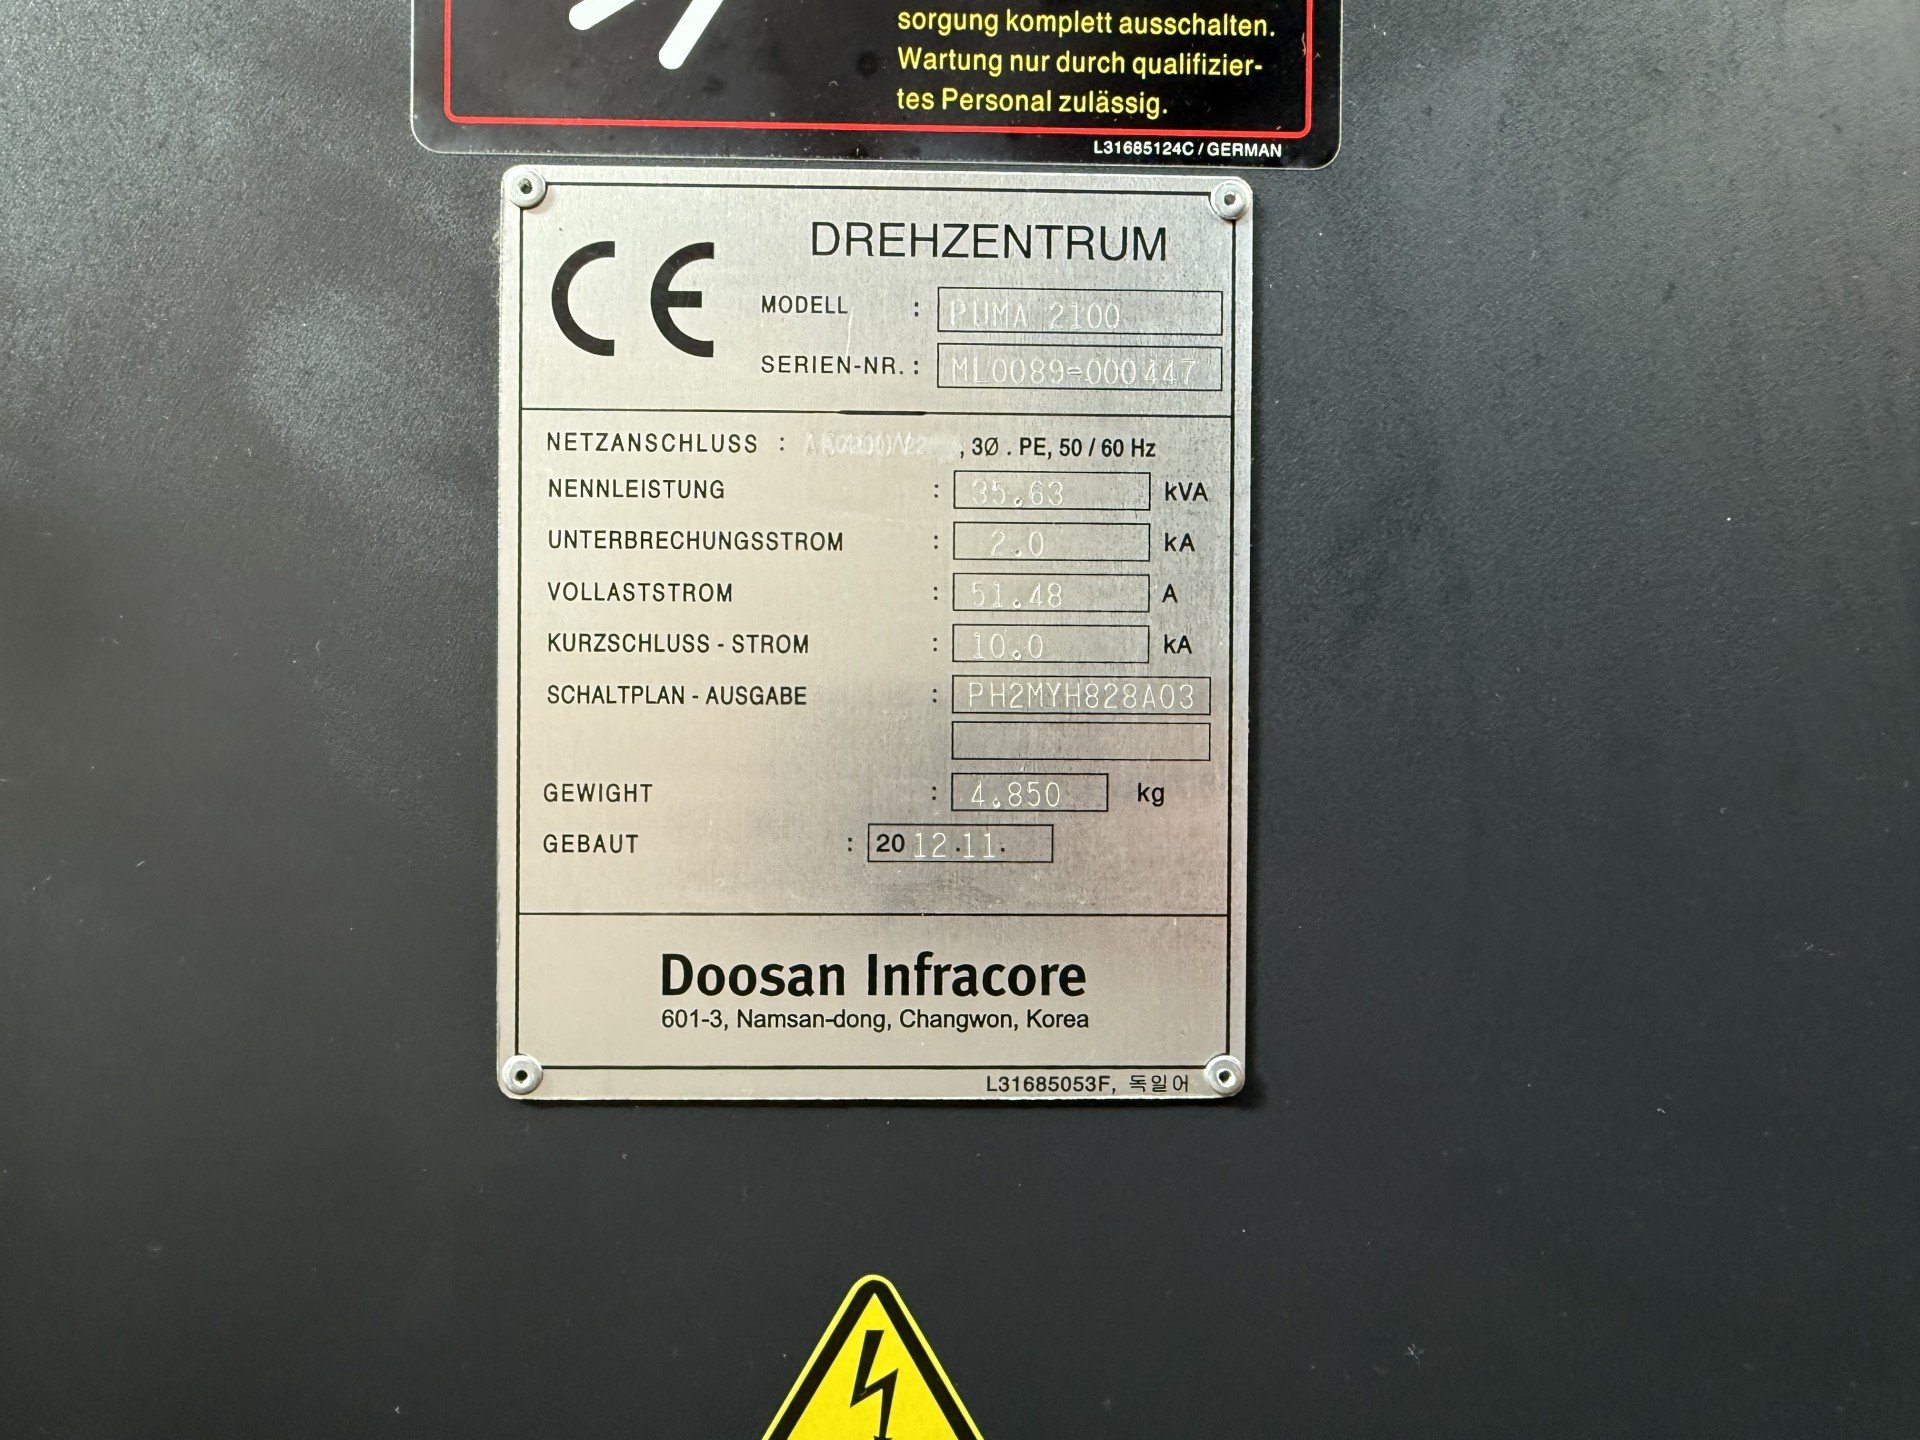 sorgung komplett ausschalten.
Wartung nur durch qualifizier-
tes Personal zulässig.
L31685124C / GERMAN
CE
DREHZENTRUM
MODELL : PUMA 2100
SERIEN-NR. : ML0089-000447
NETZANSCHLUSS : , 3Ø . PE, 50 / 60 Hz
NENNLEISTUNG : 35.63 kVA
UNTERBRECHUNGSSTROM : 2.0 kA
VOLLASTSTROM : 51.48 A
KURZSCHLUSS - STROM : 10.0 kA
SCHALTPLAN - AUSGABE : PH2MYH828A03
GEWIGHT : 4.850 kg
GEBAUT : 20 12.11.
Doosan Infracore
601-3, Namsan-dong, Changwon, Korea
L31685053F, 독일어